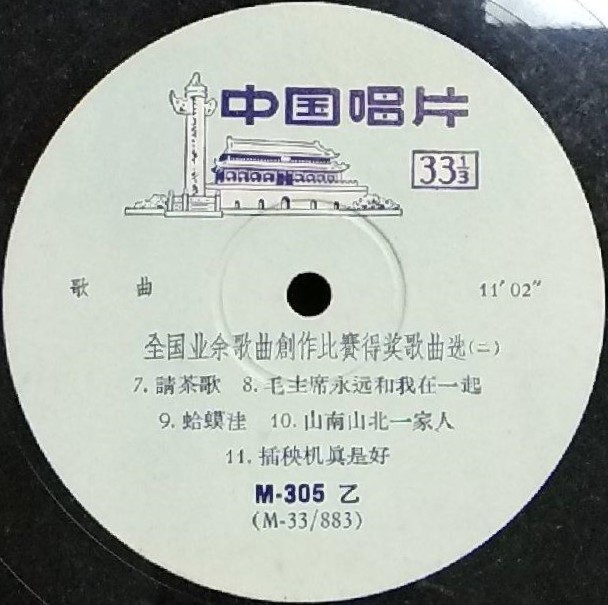 中国唱片
33⅓
歌 曲 11′02″
全国业余歌曲創作比賽得奖歌曲选(二)
7. 請茶歌 8. 毛主席永远和我在一起
9. 蛤蟆洼 10. 山南山北一家人
11. 插秧机眞是好
M-305 乙
(M-33/883)